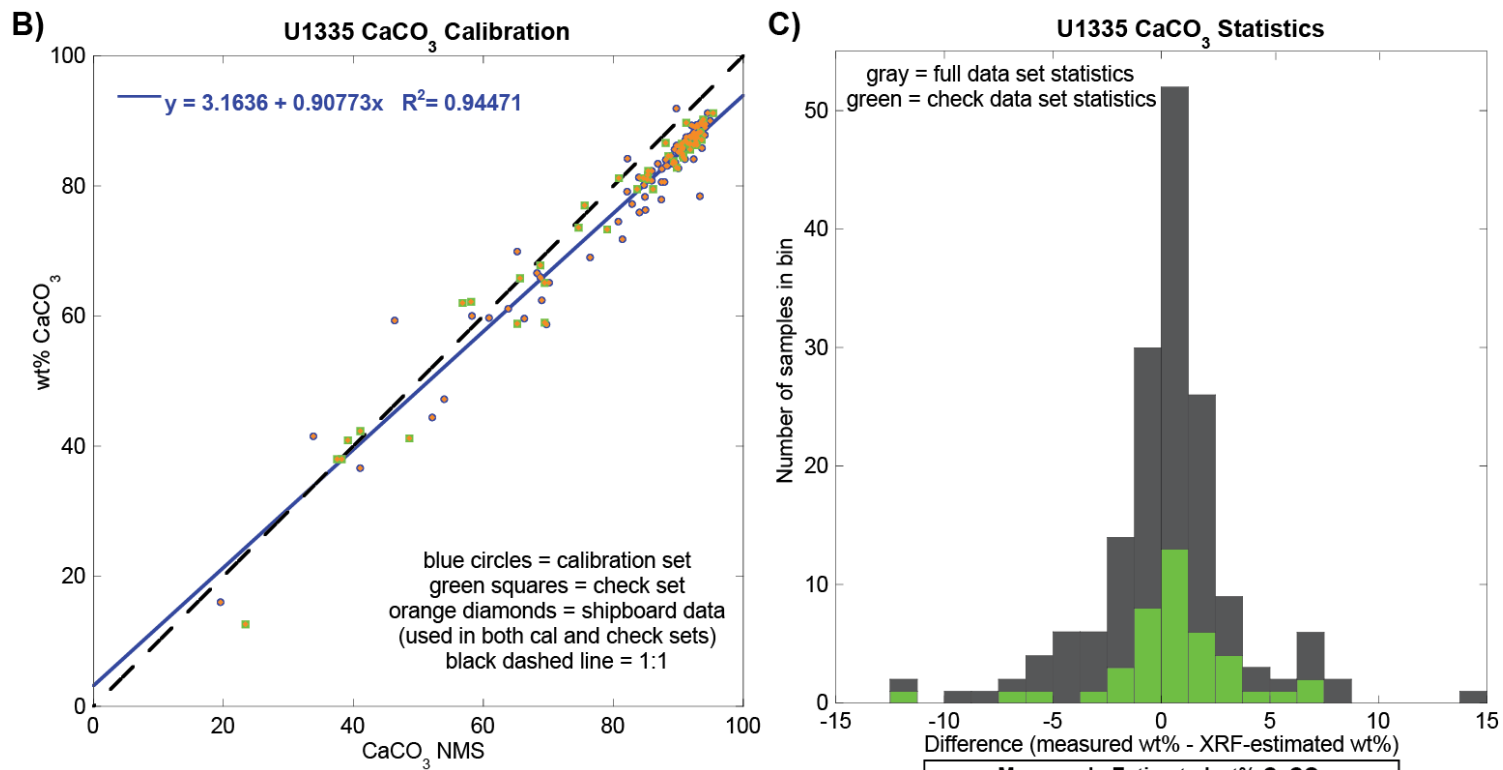 B)
U1335 CaCO3 Calibration
y = 3.1636 + 0.90773x R2= 0.94471
wt% CaCO3
100
80
60
40
20
0
blue circles = calibration set
green squares = check set
orange diamonds = shipboard data
(used in both cal and check sets)
black dashed line = 1:1
0 20 40 60 80 100
CaCO3 NMS
C)
U1335 CaCO3 Statistics
gray = full data set statistics
green = check data set statistics
Number of samples in bin
50
40
30
20
10
0
-15 -10 -5 0 5 10 15
Difference (measured wt% - XRF-estimated wt%)